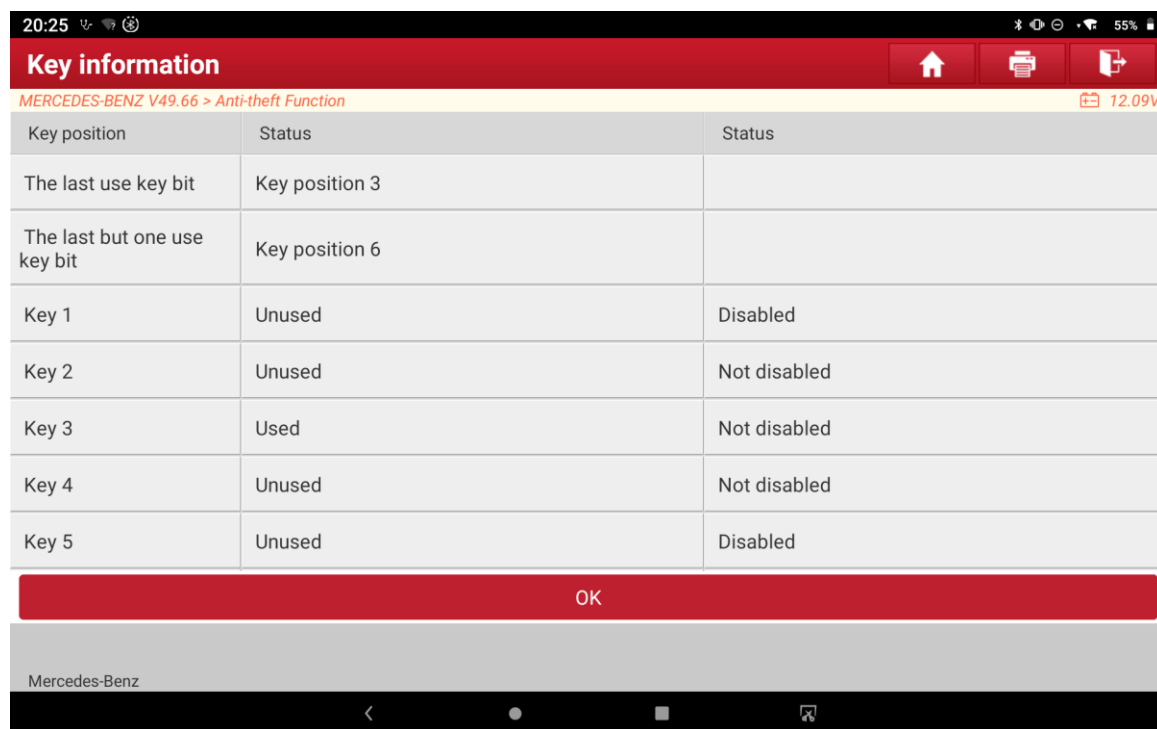 20:25
55%
Key information
MERCEDES-BENZ V49.66 > Anti-theft Function
12.09V
Key position Status Status
The last use key bit Key position 3
The last but one use
key bit Key position 6
Key 1 Unused Disabled
Key 2 Unused Not disabled
Key 3 Used Not disabled
Key 4 Unused Not disabled
Key 5 Unused Disabled
OK
Mercedes-Benz